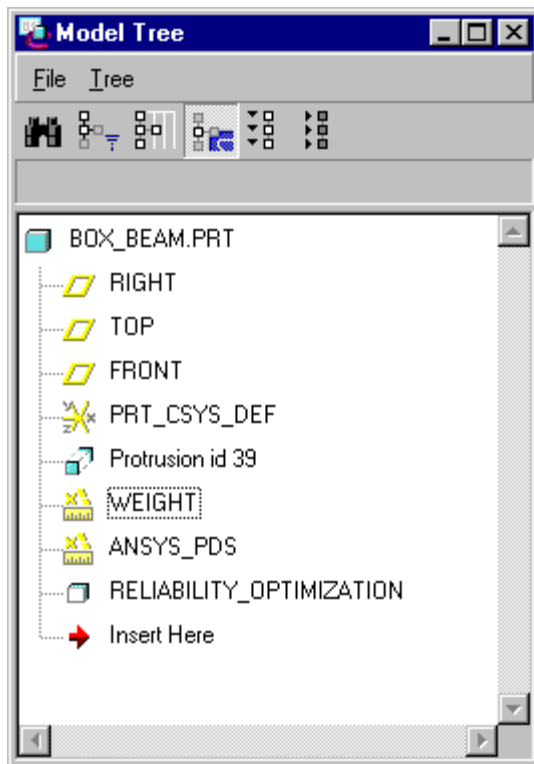 Model Tree
File Tree
BOX_BEAM.PRT
RIGHT
TOP
FRONT
PRT_CSYS_DEF
Protrusion id 39
WEIGHT
ANSYS_PDS
RELIABILITY_OPTIMIZATION
Insert Here